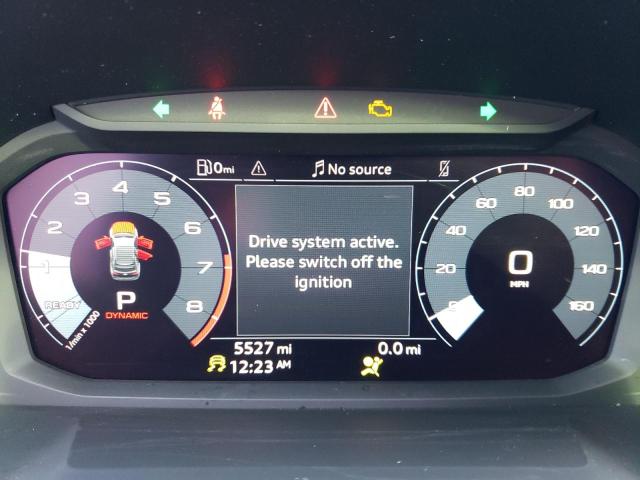 0mi
No source
1 2 3 4 5 6 7 8
READY
1/min x 1000
P
DYNAMIC
Drive system active.
Please switch off the
ignition
0 20 40 60 80 100 120 140 160
0
MPH
5527 mi
0.0 mi
12:23 AM